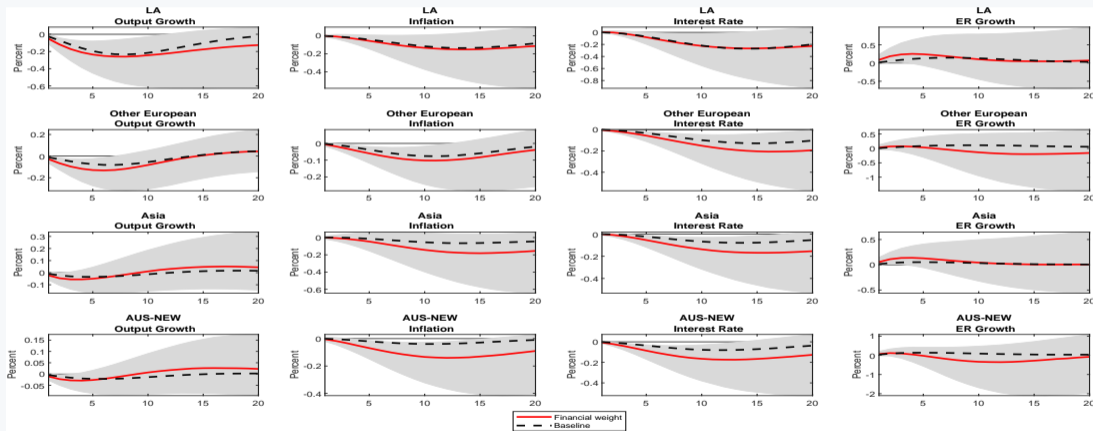 LA
Output Growth
Percent
0
-0.2
-0.4
-0.6
5
10
15
20
LA
Inflation
0
-0.2
-0.4
5
10
15
20
LA
Interest Rate
0
-0.2
-0.4
-0.6
-0.8
5
10
15
20
LA
ER Growth
Percent
0.5
0
-0.5
5
10
15
20
Other European
Output Growth
Percent
0.2
0
-0.2
5
10
15
20
Other European
Inflation
0
-0.1
-0.2
5
10
15
20
Other European
Interest Rate
0
-0.2
-0.4
5
10
15
20
Other European
ER Growth
Percent
0.5
0
-0.5
-1
5
10
15
20
Asia
Output Growth
Percent
0.3
0.2
0.1
0
-0.1
5
10
15
20
Asia
Inflation
0
-0.2
-0.4
-0.6
5
10
15
20
Asia
Interest Rate
0
-0.2
-0.4
5
10
15
20
Asia
ER Growth
Percent
0.5
0
-0.5
5
10
15
20
AUS-NEW
Output Growth
Percent
0.15
0.1
0.05
0
-0.05
5
10
15
20
AUS-NEW
Inflation
0
-0.2
-0.4
5
10
15
20
AUS-NEW
Interest Rate
0
-0.2
-0.4
5
10
15
20
AUS-NEW
ER Growth
Percent
1
0
-1
-2
5
10
15
20
Financial weight
Baseline